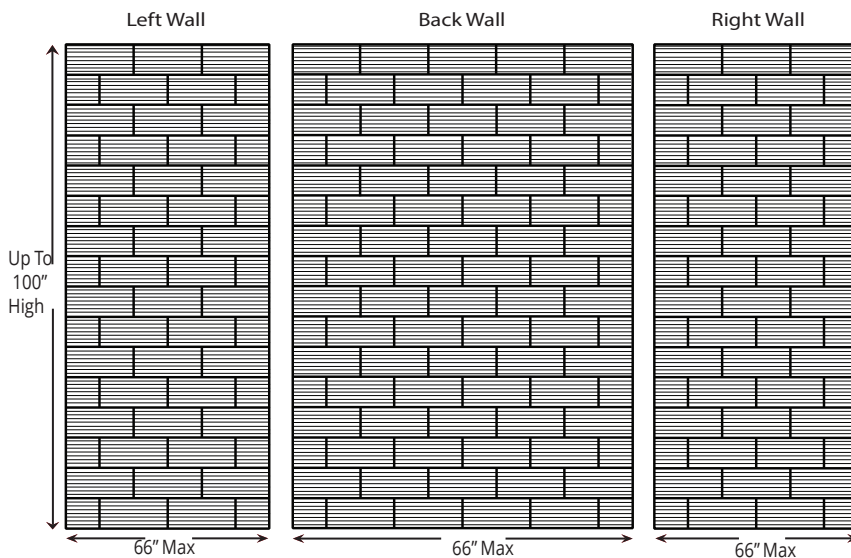 Left Wall
Back Wall
Right Wall
Up To
100”
High
66” Max
66” Max
66” Max